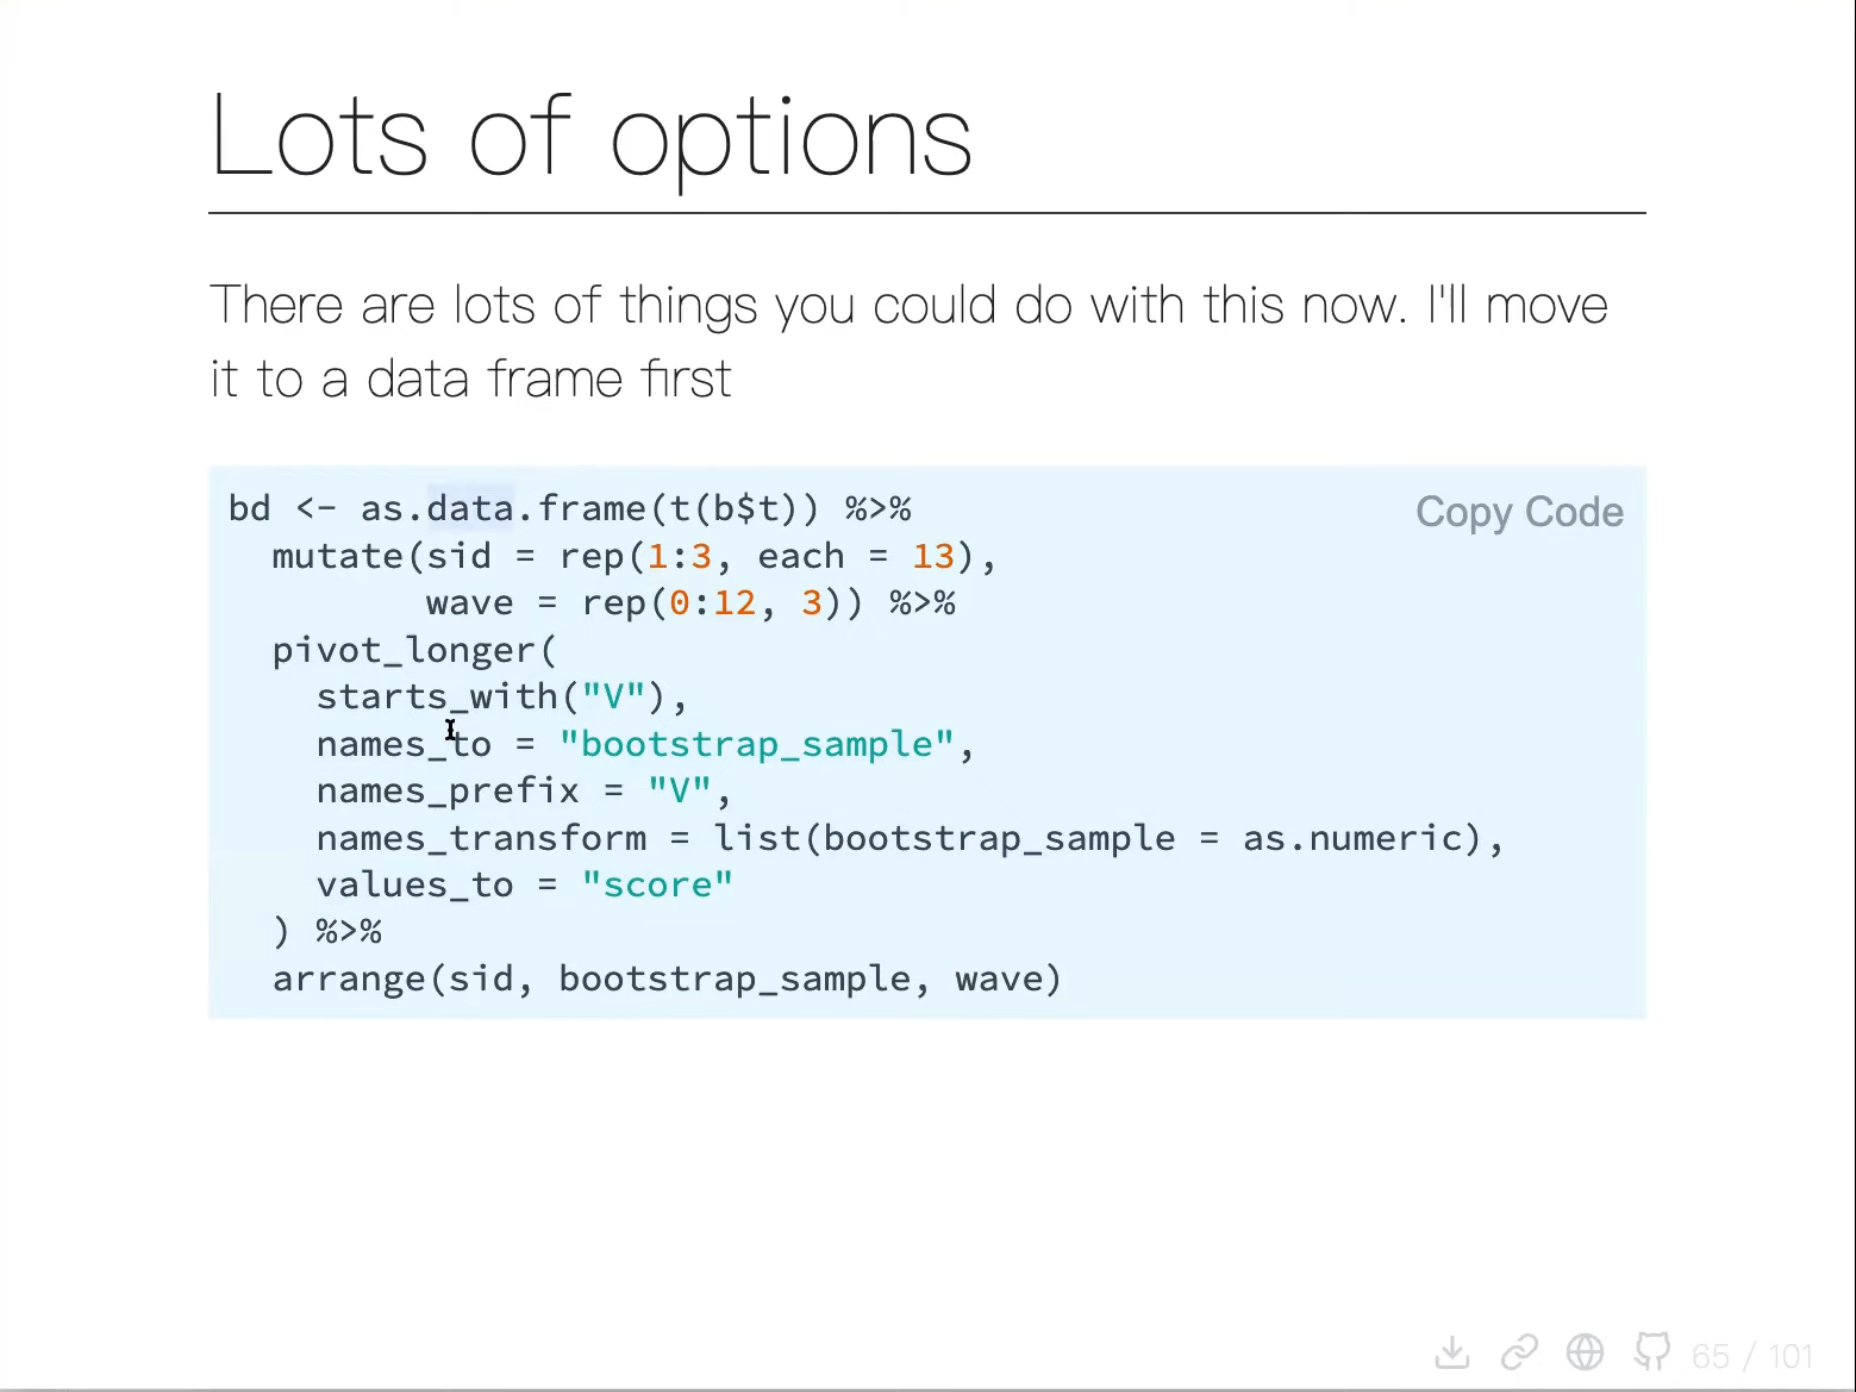 Lots of options
There are lots of things you could do with this now. I'll move
it to a data frame first
Copy Code
bd <- as.data.frame(t(b$t)) %>%
  mutate(sid = rep(1:3, each = 13),
         wave = rep(0:12, 3)) %>%
  pivot_longer(
    starts_with("V"),
    names_to = "bootstrap_sample",
    names_prefix = "V",
    names_transform = list(bootstrap_sample = as.numeric),
    values_to = "score"
  ) %>%
  arrange(sid, bootstrap_sample, wave)
65 / 101